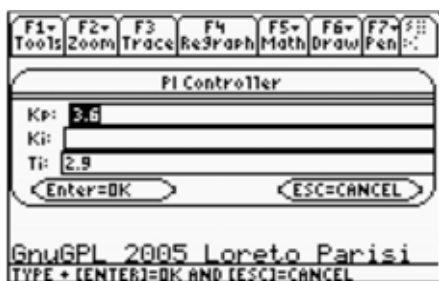 F1▾ F2▾ F3 F4 F5▾ F6▾ F7▾
Tools Zoom Trace ReGraph Math Draw Pen
PI Controller
Kp: 3.6
Ki:
Ti: 2.9
Enter=OK ESC=CANCEL
GnuGPL 2005 Loreto Parisi
TYPE + [ENTER]=OK AND [ESC]=CANCEL